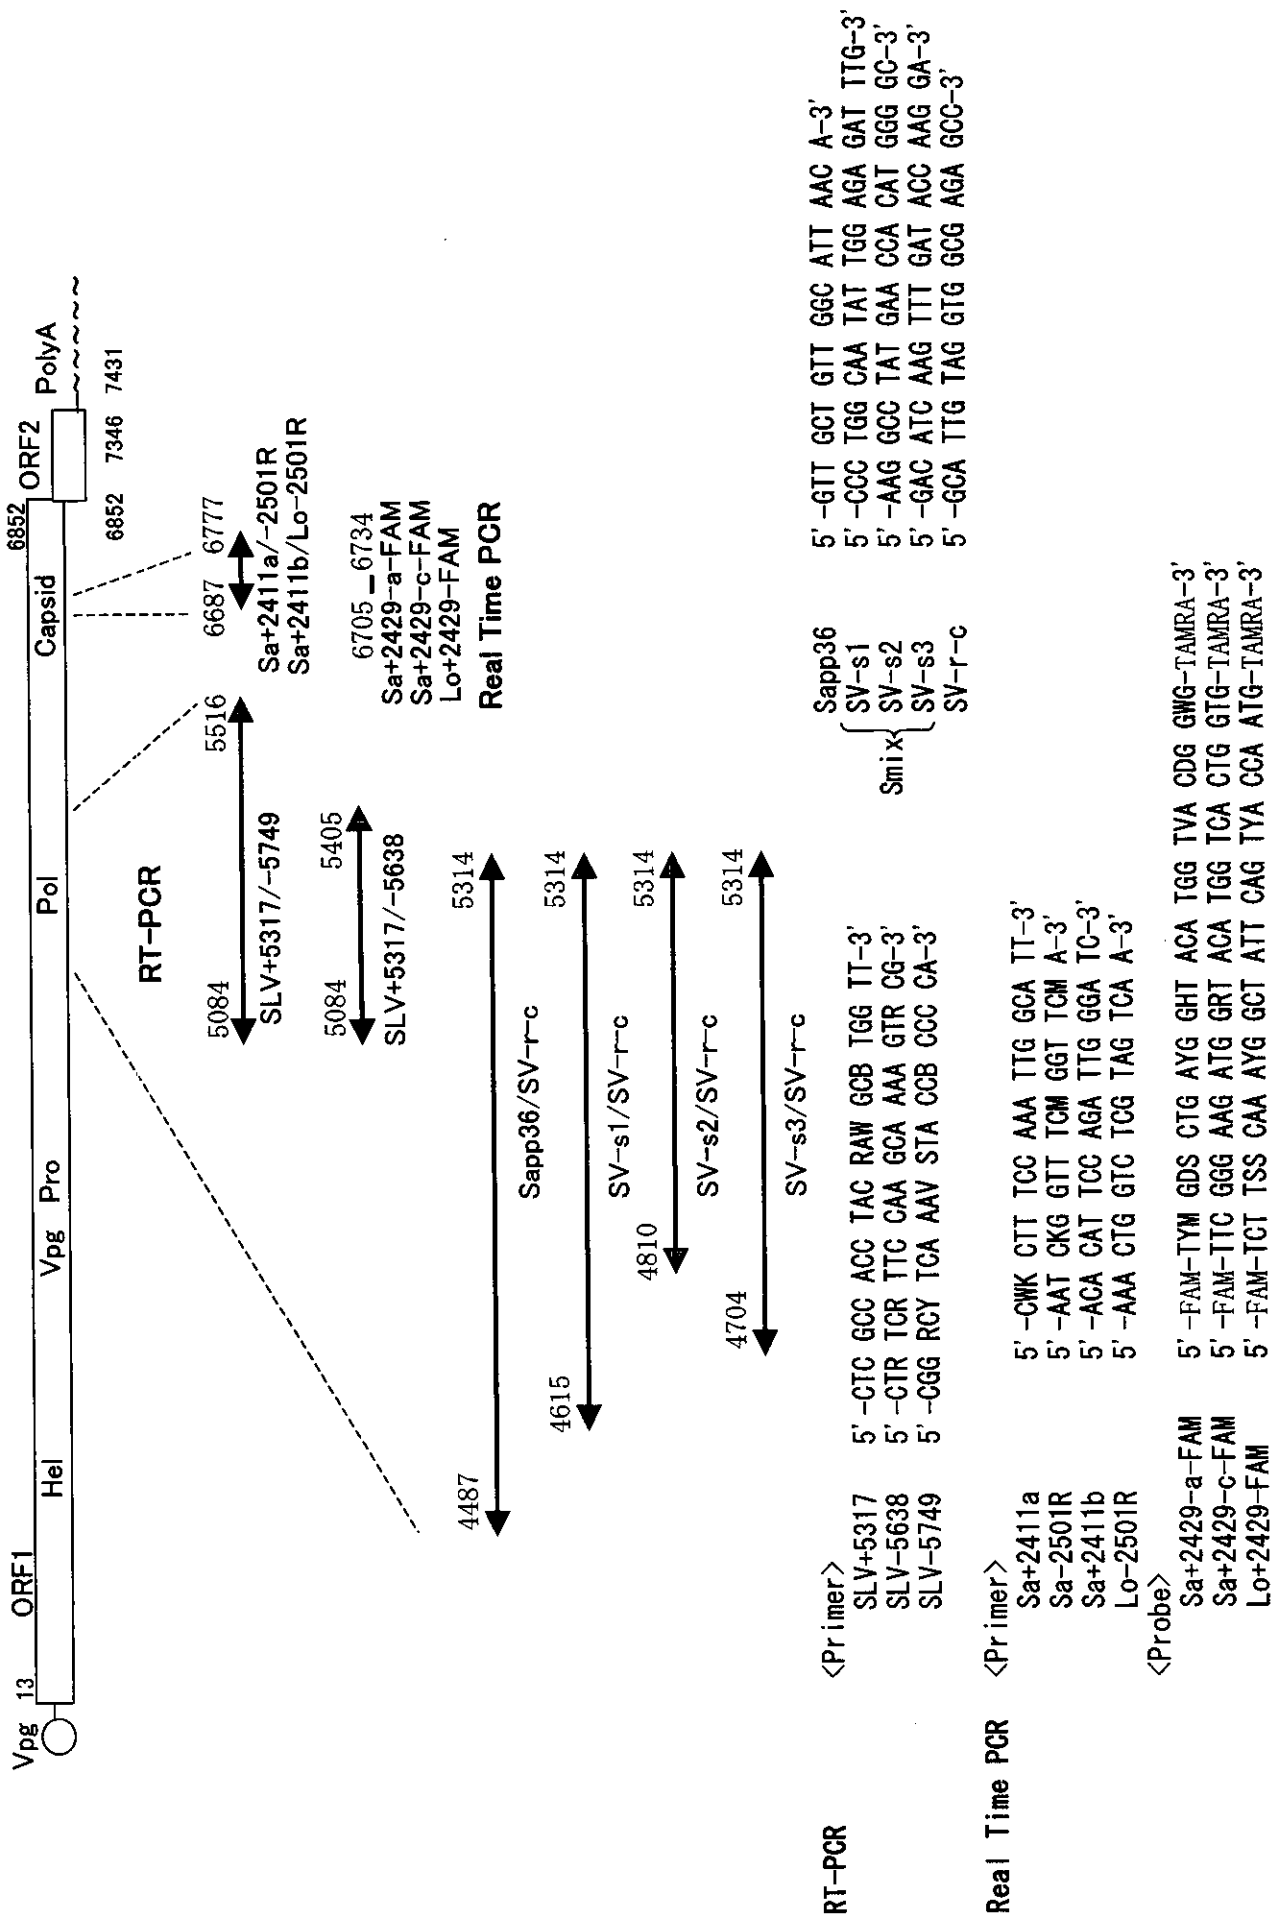 Vpg 13 ORF1 6852 ORF2
Hel Vpg Pro Pol Capsid PolyA
6852 7346 7431
RT-PCR
5084 5516
SLV+5317/-5749
6687 6777
Sa+2411a/-2501R
Sa+2411b/Lo-2501R
5084 5405
SLV+5317/-5638
6705 6734
Sa+2429-a-FAM
Sa+2429-c-FAM
Lo+2429-FAM
Real Time PCR
4487 5314
Sapp36/SV-r-c
4615 5314
SV-s1/SV-r-c
4810 5314
SV-s2/SV-r-c
4704 5314
SV-s3/SV-r-c
RT-PCR <Primer>
SLV+5317 5'-CTC GCC ACC TAC RAW GCB TGG TT-3'
SLV-5638 5'-CTR TCR TTC CAA GCA AAA GTR CG-3'
SLV-5749 5'-CGG RCY TCA AAV STA CCB CCC CA-3'
Sapp36 5'-GTT GCT GTT GGC ATT AAC A-3'
SV-s1 5'-CCC TGG CAA TAT TGG AGA GAT TTG-3'
Smix SV-s2 5'-AAG GCC TAT GAA CCA CAT GGG GC-3'
SV-s3 5'-GAC ATC AAG TTT GAT ACC AAG GA-3'
SV-r-c 5'-GCA TTG TAG GTG GCG AGA GCC-3'
Real Time PCR <Primer>
Sa+2411a 5'-CWK CTT TCC AAA TTG GCA TT-3'
Sa-2501R 5'-AAT CKG GTT TCM GGT TCM A-3'
Sa+2411b 5'-ACA CAT TCC AGA TTG GGA TC-3'
Lo-2501R 5'-AAA CTG GTC TCG TAG TCA A-3'
<Probe>
Sa+2429-a-FAM 5'-FAM-TYM GDS CTG AYG GHT ACA TGG TVA CDG GWG-TAMRA-3'
Sa+2429-c-FAM 5'-FAM-TTC GGG AAG ATG GRT ACA TGG TCA CTG GTG-TAMRA-3'
Lo+2429-FAM 5'-FAM-TCT TSS CAA AYG GCT ATT CAG TYA CCA ATG-TAMRA-3'